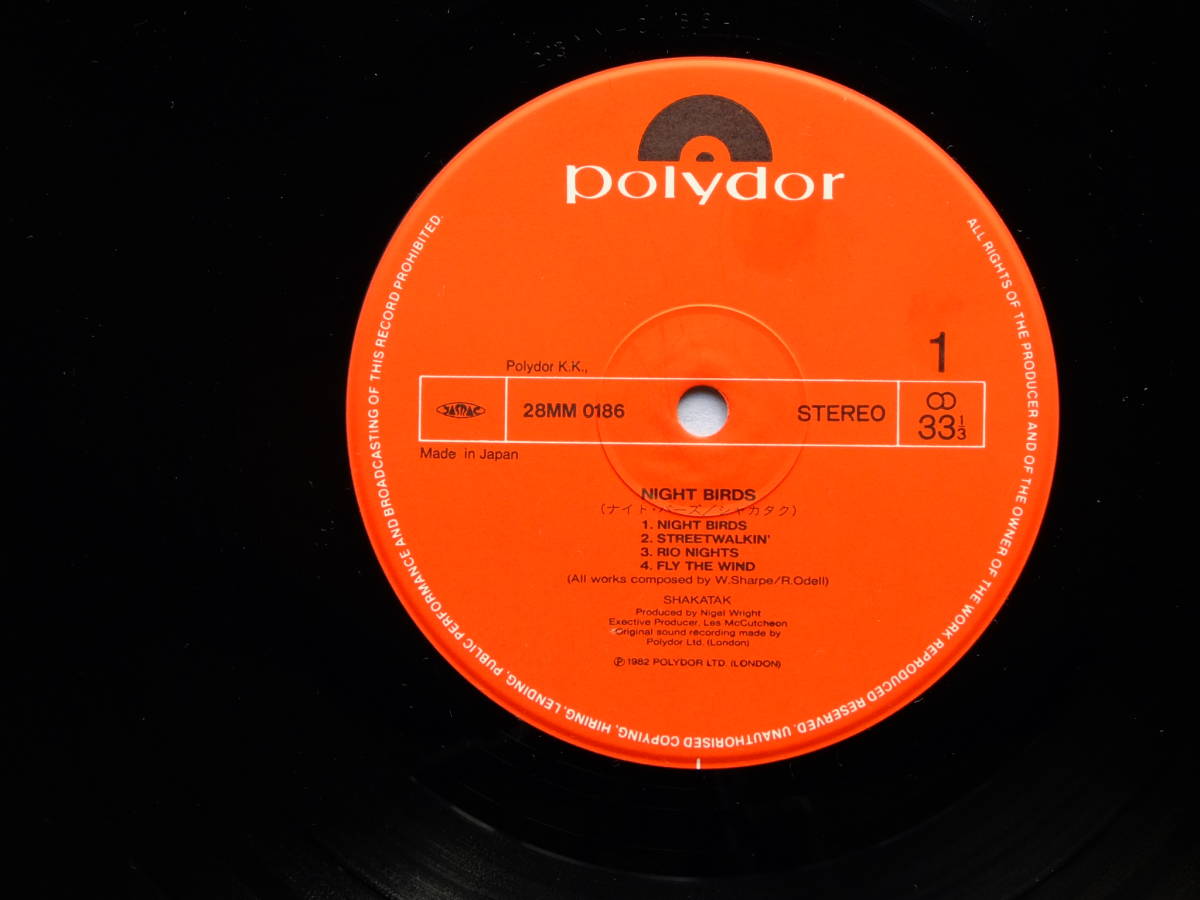 polydor
1
Polydor K.K.,
JASRAC
28MM 0186
STEREO
33 1/3
Made in Japan
NIGHT BIRDS
(ナイト・バーズ/シャカタク)
1. NIGHT BIRDS
2. STREETWALKIN'
3. RIO NIGHTS
4. FLY THE WIND
(All works composed by W.Sharpe/R.Odell)
SHAKATAK
Produced by Nigel Wright
Exective Producer, Les McCutcheon
Original sound recording made by
Polydor Ltd. (London)
℗ 1982 POLYDOR LTD. (LONDON)
ALL RIGHTS OF THE PRODUCER AND OF THE OWNER OF THE WORK REPRODUCED RESERVED. UNAUTHORISED COPYING, HIRING, LENDING, PUBLIC PERFORMANCE AND BROADCASTING OF THIS RECORD PROHIBITED.